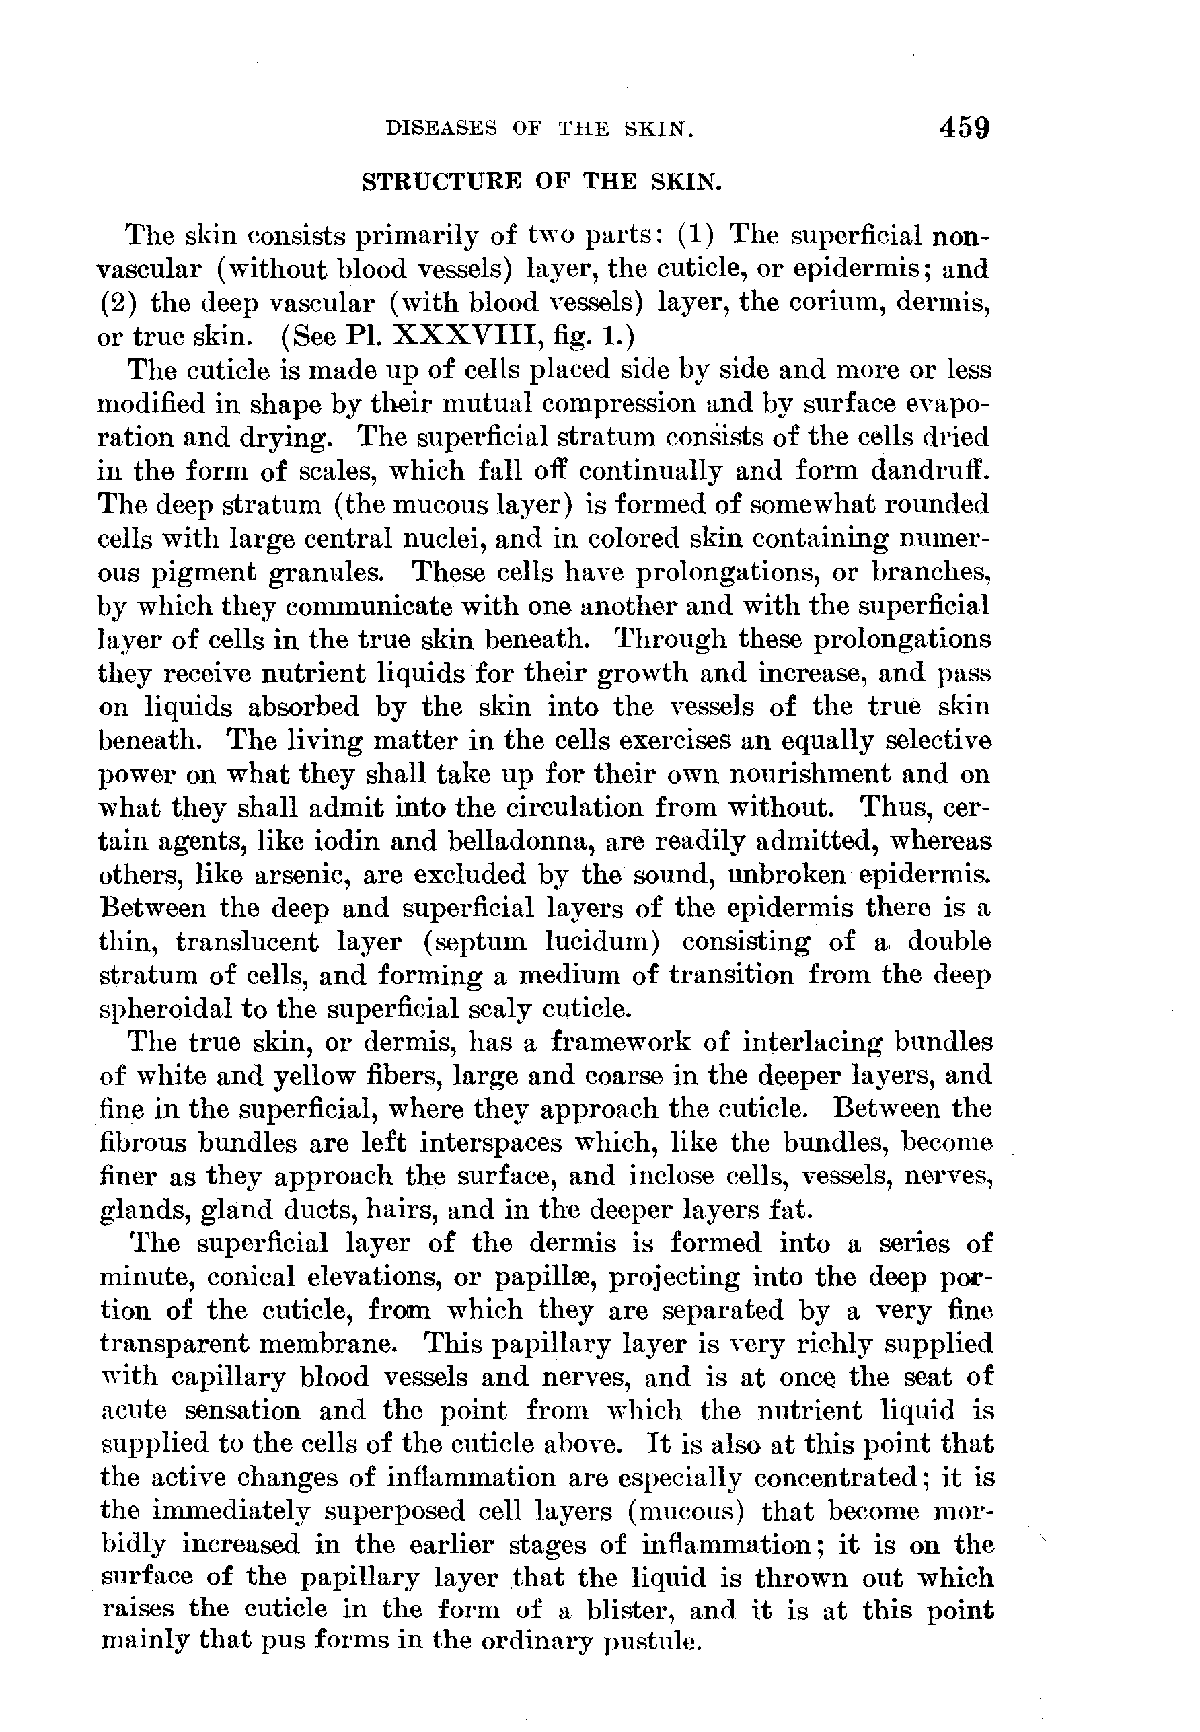 DISEASES OF THE SKIN. 459
STRUCTURE OF THE SKIN.
The skin consists primarily of two parts: (1) The superficial non-
vascular (without blood vessels) layer, the cuticle, or epidermis; and
(2) the deep vascular (with blood vessels) layer, the corium, dermis,
or true skin. (See Pl. XXXVIII, fig. 1.)
The cuticle is made up of cells placed side by side and more or less
modified in shape by their mutual compression and by surface evapo-
ration and drying. The superficial stratum consists of the cells dried
in the form of scales, which fall off continually and form dandruff.
The deep stratum (the mucous layer) is formed of somewhat rounded
cells with large central nuclei, and in colored skin containing numer-
ous pigment granules. These cells have prolongations, or branches,
by which they communicate with one another and with the superficial
layer of cells in the true skin beneath. Through these prolongations
they receive nutrient liquids for their growth and increase, and pass
on liquids absorbed by the skin into the vessels of the true skin
beneath. The living matter in the cells exercises an equally selective
power on what they shall take up for their own nourishment and on
what they shall admit into the circulation from without. Thus, cer-
tain agents, like iodin and belladonna, are readily admitted, whereas
others, like arsenic, are excluded by the sound, unbroken epidermis.
Between the deep and superficial layers of the epidermis there is a
thin, translucent layer (septum lucidum) consisting of a double
stratum of cells, and forming a medium of transition from the deep
spheroidal to the superficial scaly cuticle.
The true skin, or dermis, has a framework of interlacing bundles
of white and yellow fibers, large and coarse in the deeper layers, and
fine in the superficial, where they approach the cuticle. Between the
fibrous bundles are left interspaces which, like the bundles, become
finer as they approach the surface, and inclose cells, vessels, nerves,
glands, gland ducts, hairs, and in the deeper layers fat.
The superficial layer of the dermis is formed into a series of
minute, conical elevations, or papillæ, projecting into the deep por-
tion of the cuticle, from which they are separated by a very fine
transparent membrane. This papillary layer is very richly supplied
with capillary blood vessels and nerves, and is at once the seat of
acute sensation and the point from which the nutrient liquid is
supplied to the cells of the cuticle above. It is also at this point that
the active changes of inflammation are especially concentrated; it is
the immediately superposed cell layers (mucous) that become mor-
bidly increased in the earlier stages of inflammation; it is on the
surface of the papillary layer that the liquid is thrown out which
raises the cuticle in the form of a blister, and it is at this point
mainly that pus forms in the ordinary pustule.